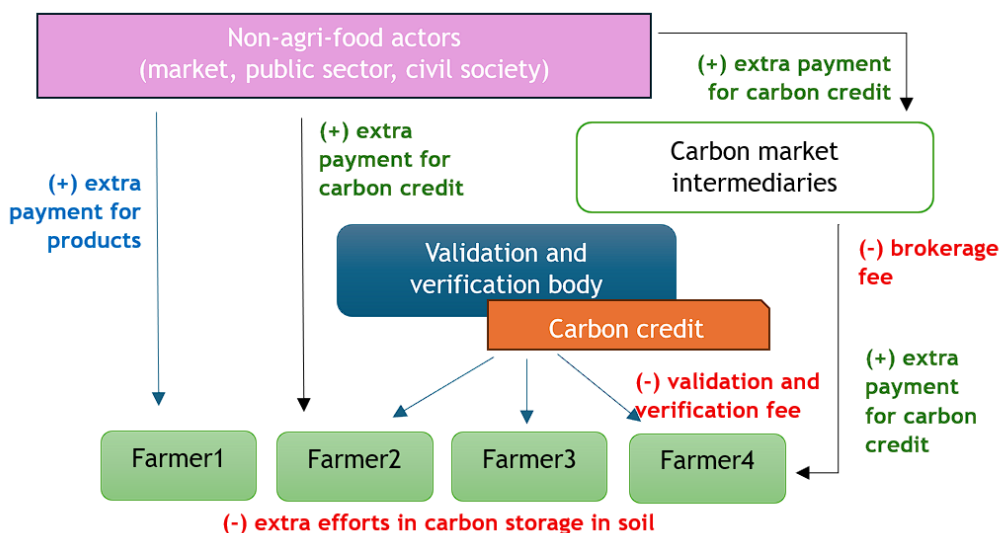 Non-agri-food actors
(market, public sector, civil society)
(+) extra payment
for carbon credit
(+) extra
payment for
carbon credit
Carbon market
intermediaries
(+) extra
payment for
products
Validation and
verification body
(-) brokerage
fee
Carbon credit
(-) validation and
verification fee
(+) extra
payment
for carbon
credit
Farmer1
Farmer2
Farmer3
Farmer4
(-) extra efforts in carbon storage in soil